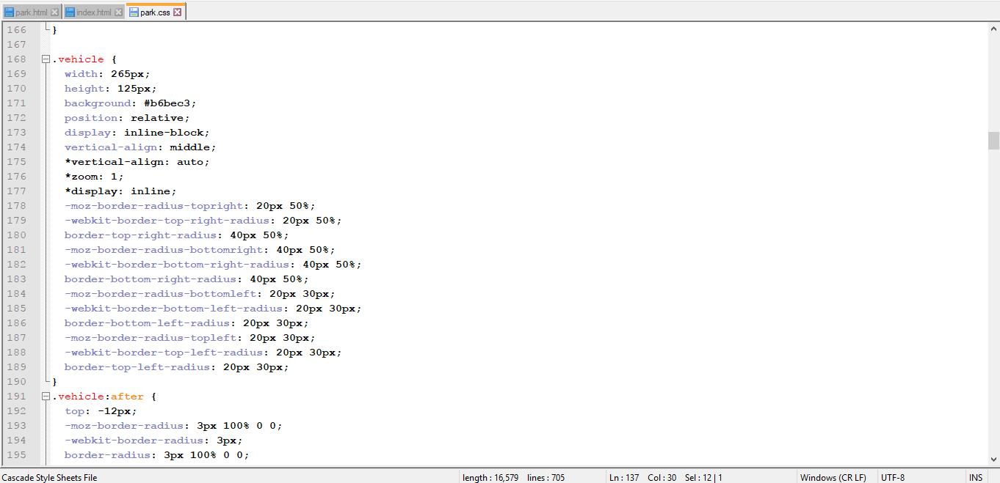 park.html index.html park.css
166 }
167
168 .vehicle {
169 width: 265px;
170 height: 125px;
171 background: #b6bec3;
172 position: relative;
173 display: inline-block;
174 vertical-align: middle;
175 *vertical-align: auto;
176 *zoom: 1;
177 *display: inline;
178 -moz-border-radius-topright: 20px 50%;
179 -webkit-border-top-right-radius: 20px 50%;
180 border-top-right-radius: 40px 50%;
181 -moz-border-radius-bottomright: 40px 50%;
182 -webkit-border-bottom-right-radius: 40px 50%;
183 border-bottom-right-radius: 40px 50%;
184 -moz-border-radius-bottomleft: 20px 30px;
185 -webkit-border-bottom-left-radius: 20px 30px;
186 border-bottom-left-radius: 20px 30px;
187 -moz-border-radius-topleft: 20px 30px;
188 -webkit-border-top-left-radius: 20px 30px;
189 border-top-left-radius: 20px 30px;
190 }
191 .vehicle:after {
192 top: -12px;
193 -moz-border-radius: 3px 100% 0 0;
194 -webkit-border-radius: 3px;
195 border-radius: 3px 100% 0 0;
Cascade Style Sheets File length : 16,579 lines : 705 Ln : 137 Col : 30 Sel : 12 | 1 Windows (CR LF) UTF-8 INS